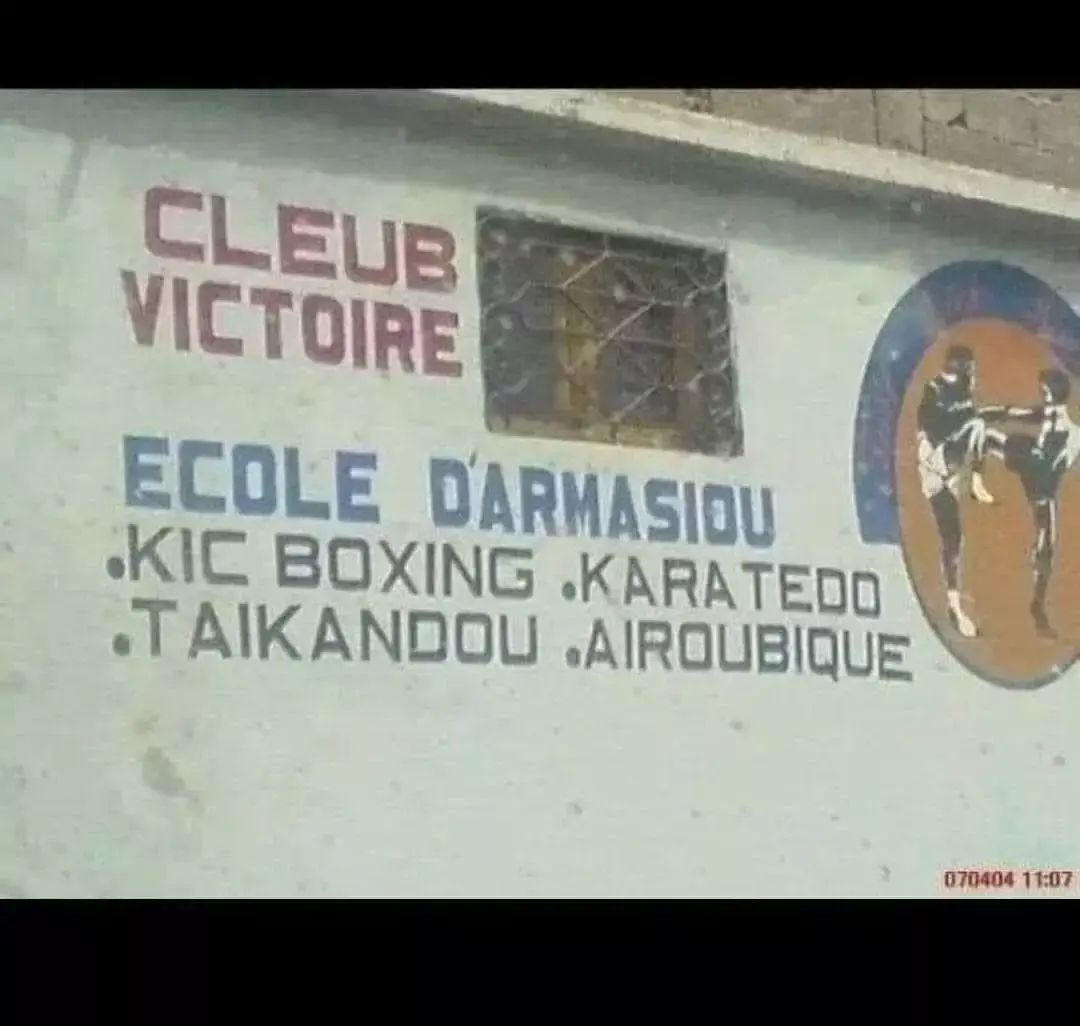 CLEUB
VICTOIRE
ECOLE D'ARMASIOU
.KIC BOXING .KARATEDO
.TAIKANDOU .AIROUBIQUE
070404 11:07